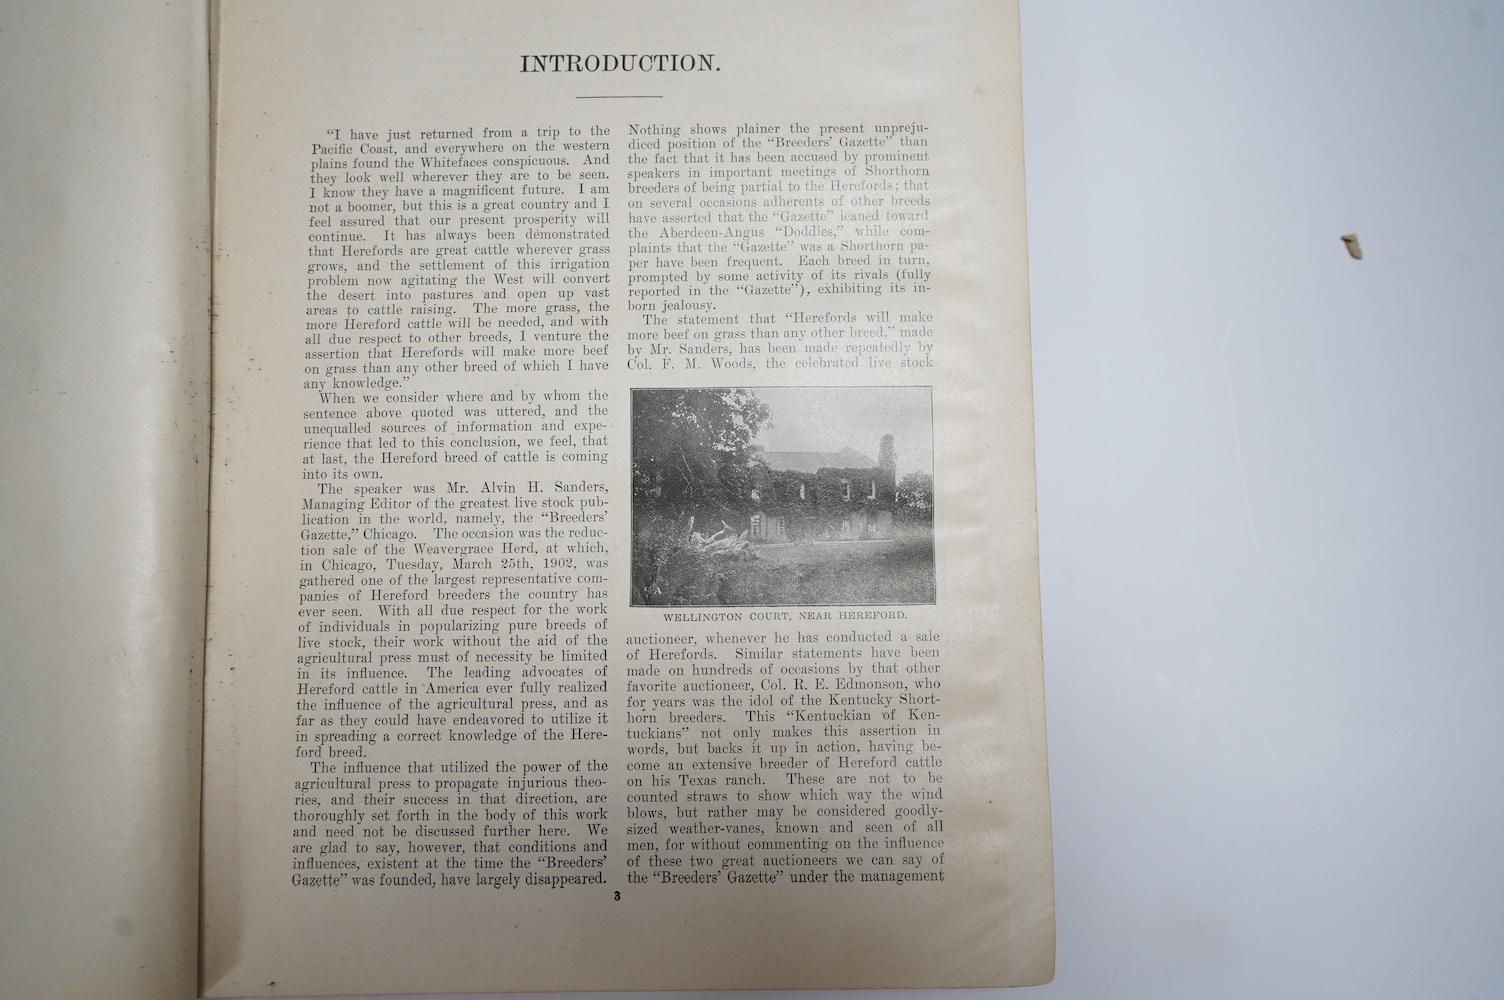 INTRODUCTION.
“I have just returned from a trip to the
Pacific Coast, and everywhere on the western
plains found the Whitefaces conspicuous. And
they look well wherever they are to be seen.
I know they have a magnificent future. I am
not a boomer, but this is a great country and I
feel assured that our present prosperity will
continue. It has always been demonstrated
that Herefords are great cattle wherever grass
grows, and the settlement of this irrigation
problem now agitating the West will convert
the desert into pastures and open up vast
areas to cattle raising. The more grass, the
more Hereford cattle will be needed, and with
all due respect to other breeds, I venture the
assertion that Herefords will make more beef
on grass than any other breed of which I have
any knowledge.”
When we consider where and by whom the
sentence above quoted was uttered, and the
unequalled sources of information and expe-
rience that led to this conclusion, we feel, that
at last, the Hereford breed of cattle is coming
into its own.
The speaker was Mr. Alvin H. Sanders,
Managing Editor of the greatest live stock pub-
lication in the world, namely, the “Breeders’
Gazette,” Chicago. The occasion was the reduc-
tion sale of the Weavergrace Herd, at which,
in Chicago, Tuesday, March 25th, 1902, was
gathered one of the largest representative com-
panies of Hereford breeders the country has
ever seen. With all due respect for the work
of individuals in popularizing pure breeds of
live stock, their work without the aid of the
agricultural press must of necessity be limited
in its influence. The leading advocates of
Hereford cattle in America ever fully realized
the influence of the agricultural press, and as
far as they could have endeavored to utilize it
in spreading a correct knowledge of the Here-
ford breed.
The influence that utilized the power of the
agricultural press to propagate injurious theo-
ries, and their success in that direction, are
thoroughly set forth in the body of this work
and need not be discussed further here. We
are glad to say, however, that conditions and
influences, existent at the time the “Breeders’
Gazette” was founded, have largely disappeared.
Nothing shows plainer the present unpreju-
diced position of the “Breeders’ Gazette” than
the fact that it has been accused by prominent
speakers in important meetings of Shorthorn
breeders of being partial to the Herefords; that
on several occasions adherents of other breeds
have asserted that the “Gazette” leaned toward
the Aberdeen-Angus “Doddies,” while com-
plaints that the “Gazette” was a Shorthorn pa-
per have been frequent. Each breed in turn,
prompted by some activity of its rivals (fully
reported in the “Gazette”), exhibiting its in-
born jealousy.
The statement that “Herefords will make
more beef on grass than any other breed,” made
by Mr. Sanders, has been made repeatedly by
Col. F. M. Woods, the celebrated live stock
WELLINGTON COURT, NEAR HEREFORD.
auctioneer, whenever he has conducted a sale
of Herefords. Similar statements have been
made on hundreds of occasions by that other
favorite auctioneer, Col. R. E. Edmonson, who
for years was the idol of the Kentucky Short-
horn breeders. This “Kentuckian of Ken-
tuckians” not only makes this assertion in
words, but backs it up in action, having be-
come an extensive breeder of Hereford cattle
on his Texas ranch. These are not to be
counted straws to show which way the wind
blows, but rather may be considered goodly-
sized weather-vanes, known and seen of all
men, for without commenting on the influence
of these two great auctioneers we can say of
the “Breeders’ Gazette” under the management
3